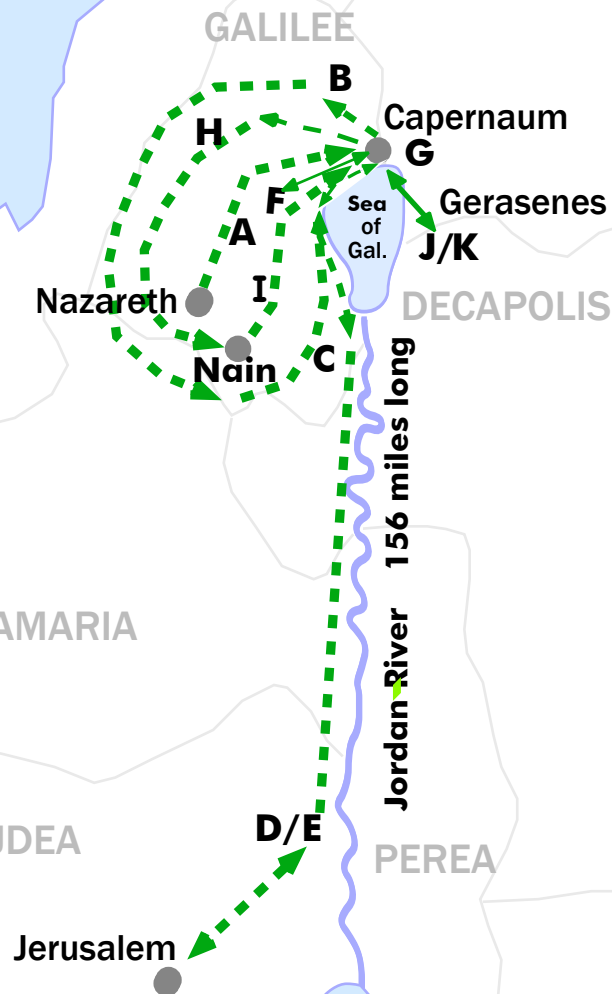 GALILEE
B
Capernaum
H
G
F
Sea
of
Gal.
Gerasenes
A
J/K
I
Nazareth
DECAPOLIS
C
Nain
156 miles long
AMARIA
Jordan River
D/E
UDEA
PEREA
Jerusalem